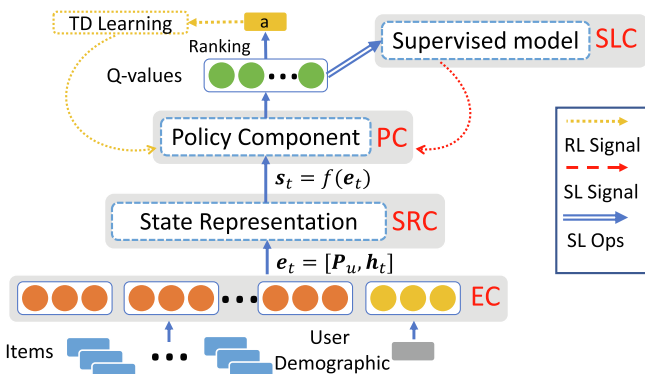 TD Learning
a
Ranking
Q-values
Supervised model SLC
Policy Component PC
RL Signal
SL Signal
SL Ops
s_t = f(e_t)
State Representation SRC
e_t = [P_u, h_t]
EC
Items
User
Demographic